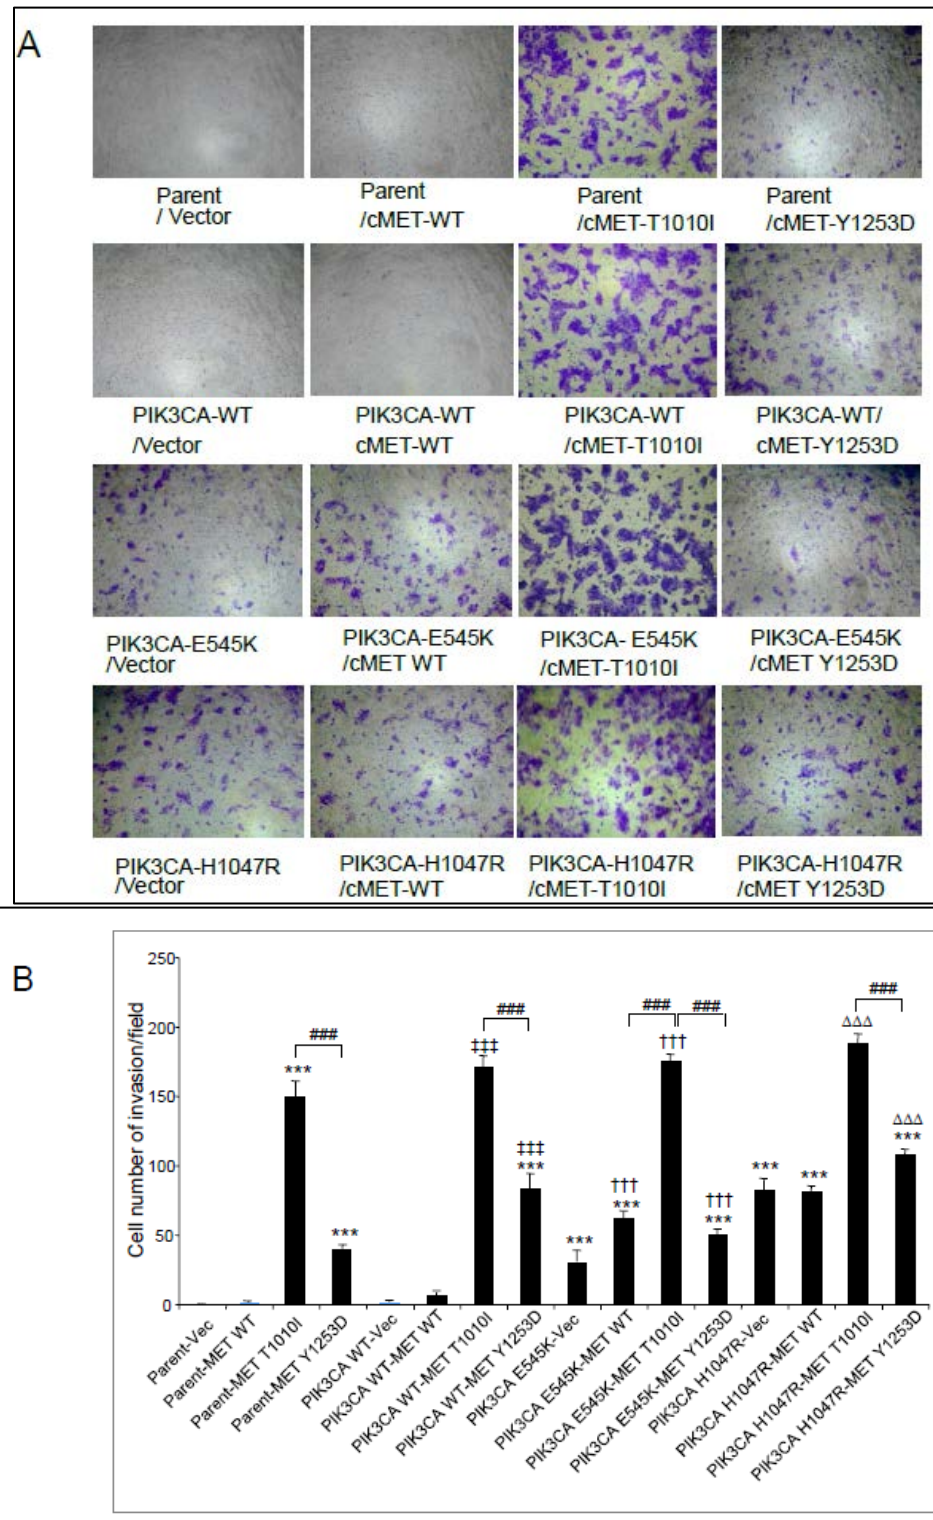 A
Parent
/ Vector
Parent
/cMET-WT
Parent
/cMET-T1010I
Parent
/cMET-Y1253D
PIK3CA-WT
/Vector
PIK3CA-WT
cMET-WT
PIK3CA-WT
/cMET-T1010I
PIK3CA-WT/
cMET-Y1253D
PIK3CA-E545K
/Vector
PIK3CA-E545K
/cMET WT
PIK3CA- E545K
/cMET-T1010I
PIK3CA-E545K
/cMET Y1253D
PIK3CA-H1047R
/Vector
PIK3CA-H1047R
/cMET-WT
PIK3CA-H1047R
/cMET-T1010I
PIK3CA-H1047R
/cMET Y1253D
B
Cell number of invasion/field
250
200
150
100
50
0
***
###
***
‡‡‡
###
‡‡‡
***
***
†††
***
###
†††
###
†††
***
***
***
ΔΔΔ
###
ΔΔΔ
***
Parent-Vec
Parent-MET WT
Parent-MET T1010I
Parent-MET Y1253D
PIK3CA WT-Vec
PIK3CA WT-MET WT
PIK3CA WT-MET T1010I
PIK3CA WT-MET Y1253D
PIK3CA E545K-Vec
PIK3CA E545K-MET WT
PIK3CA E545K-MET T1010I
PIK3CA E545K-MET Y1253D
PIK3CA H1047R-Vec
PIK3CA H1047R-MET WT
PIK3CA H1047R-MET T1010I
PIK3CA H1047R-MET Y1253D